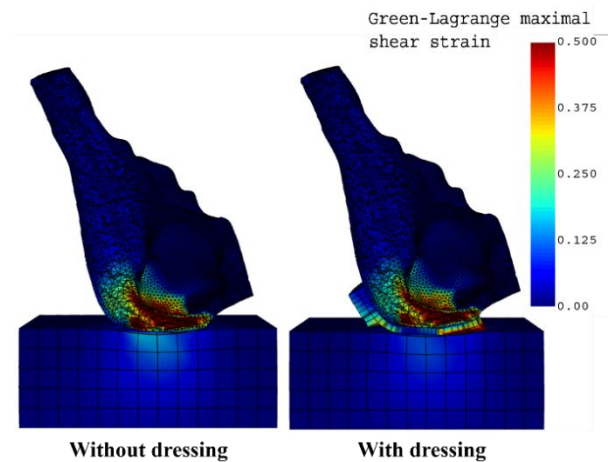 Green-Lagrange maximal
shear strain
0.500
0.375
0.250
0.125
0.00
Without dressing
With dressing